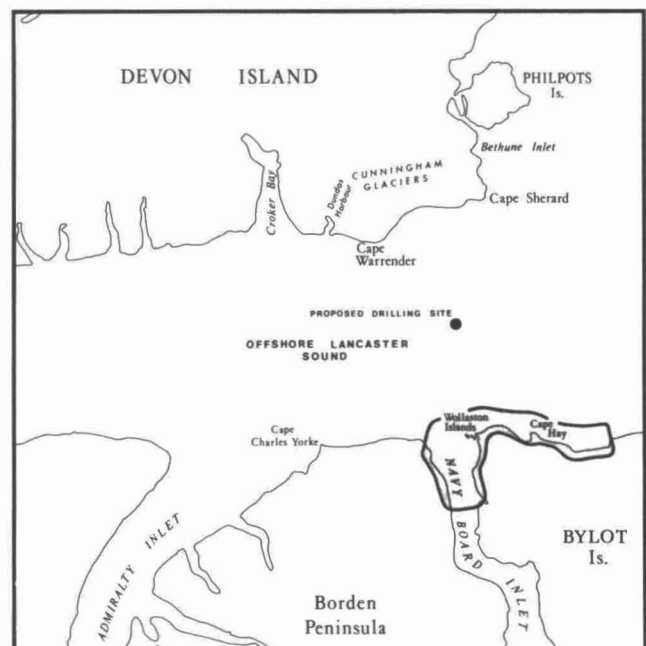 DEVON ISLAND
PHILPOTS
Is.
Bethune Inlet
CUNNINGHAM
GLACIERS
Dundas
Harbour
Croker Bay
Cape Sherard
Cape
Warrender
PROPOSED DRILLING SITE
OFFSHORE LANCASTER
SOUND
Wollaston
Islands
Cape
Hay
Cape
Charles Yorke
NAVY
BOARD
INLET
ADMIRALTY INLET
BYLOT
Is.
Borden
Peninsula